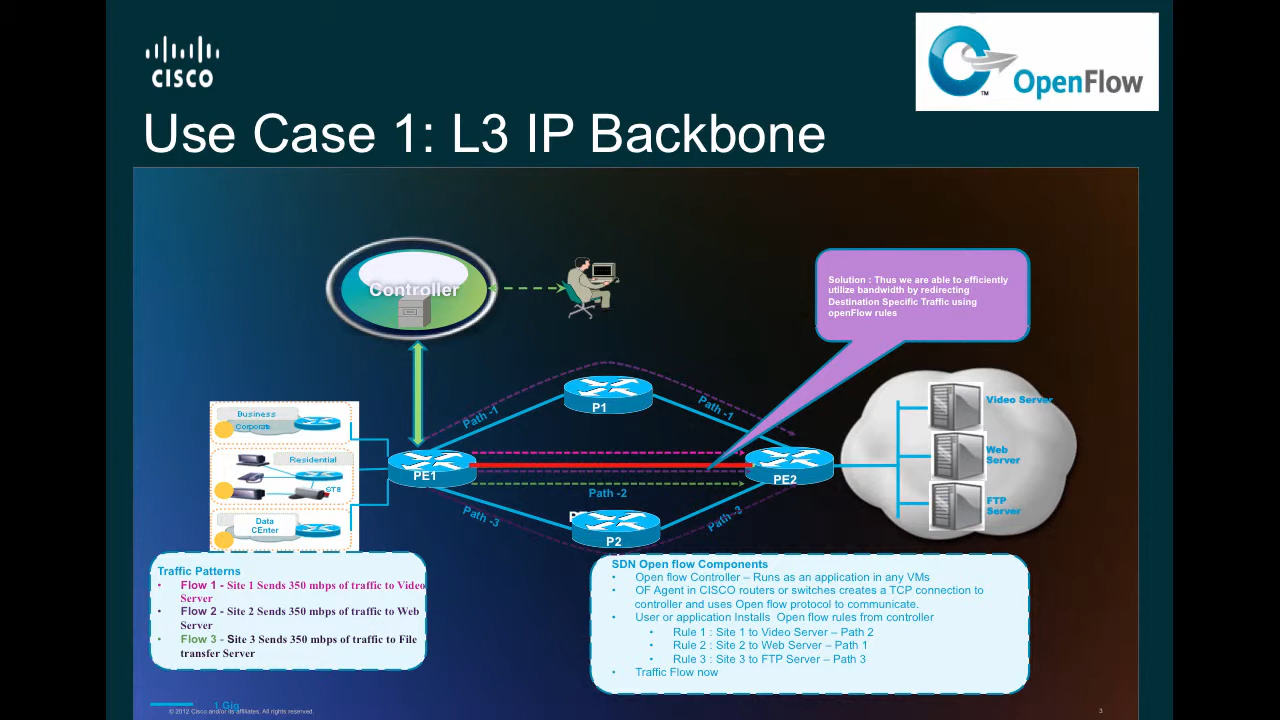 CISCO
OpenFlow
TM
Use Case 1: L3 IP Backbone
Controller
Solution : Thus we are able to efficiently
utilize bandwidth by redirecting
Destination Specific Traffic using
openFlow rules
P1
Path -1
Path -1
Business
Corporate
Residential
STB
Data
CEnter
PE1
PE2
Path -2
Path -3
Path -3
P2
Video Server
Web
Server
FTP
Server
Traffic Patterns
• Flow 1 - Site 1 Sends 350 mbps of traffic to Video
Server
• Flow 2 - Site 2 Sends 350 mbps of traffic to Web
Server
• Flow 3 - Site 3 Sends 350 mbps of traffic to File
transfer Server
SDN Open flow Components
• Open flow Controller – Runs as an application in any VMs
• OF Agent in CISCO routers or switches creates a TCP connection to
controller and uses Open flow protocol to communicate.
• User or application Installs Open flow rules from controller
• Rule 1 : Site 1 to Video Server – Path 2
• Rule 2 : Site 2 to Web Server – Path 1
• Rule 3 : Site 3 to FTP Server – Path 3
• Traffic Flow now
1 Gig
© 2012 Cisco and/or its affiliates. All rights reserved.
3